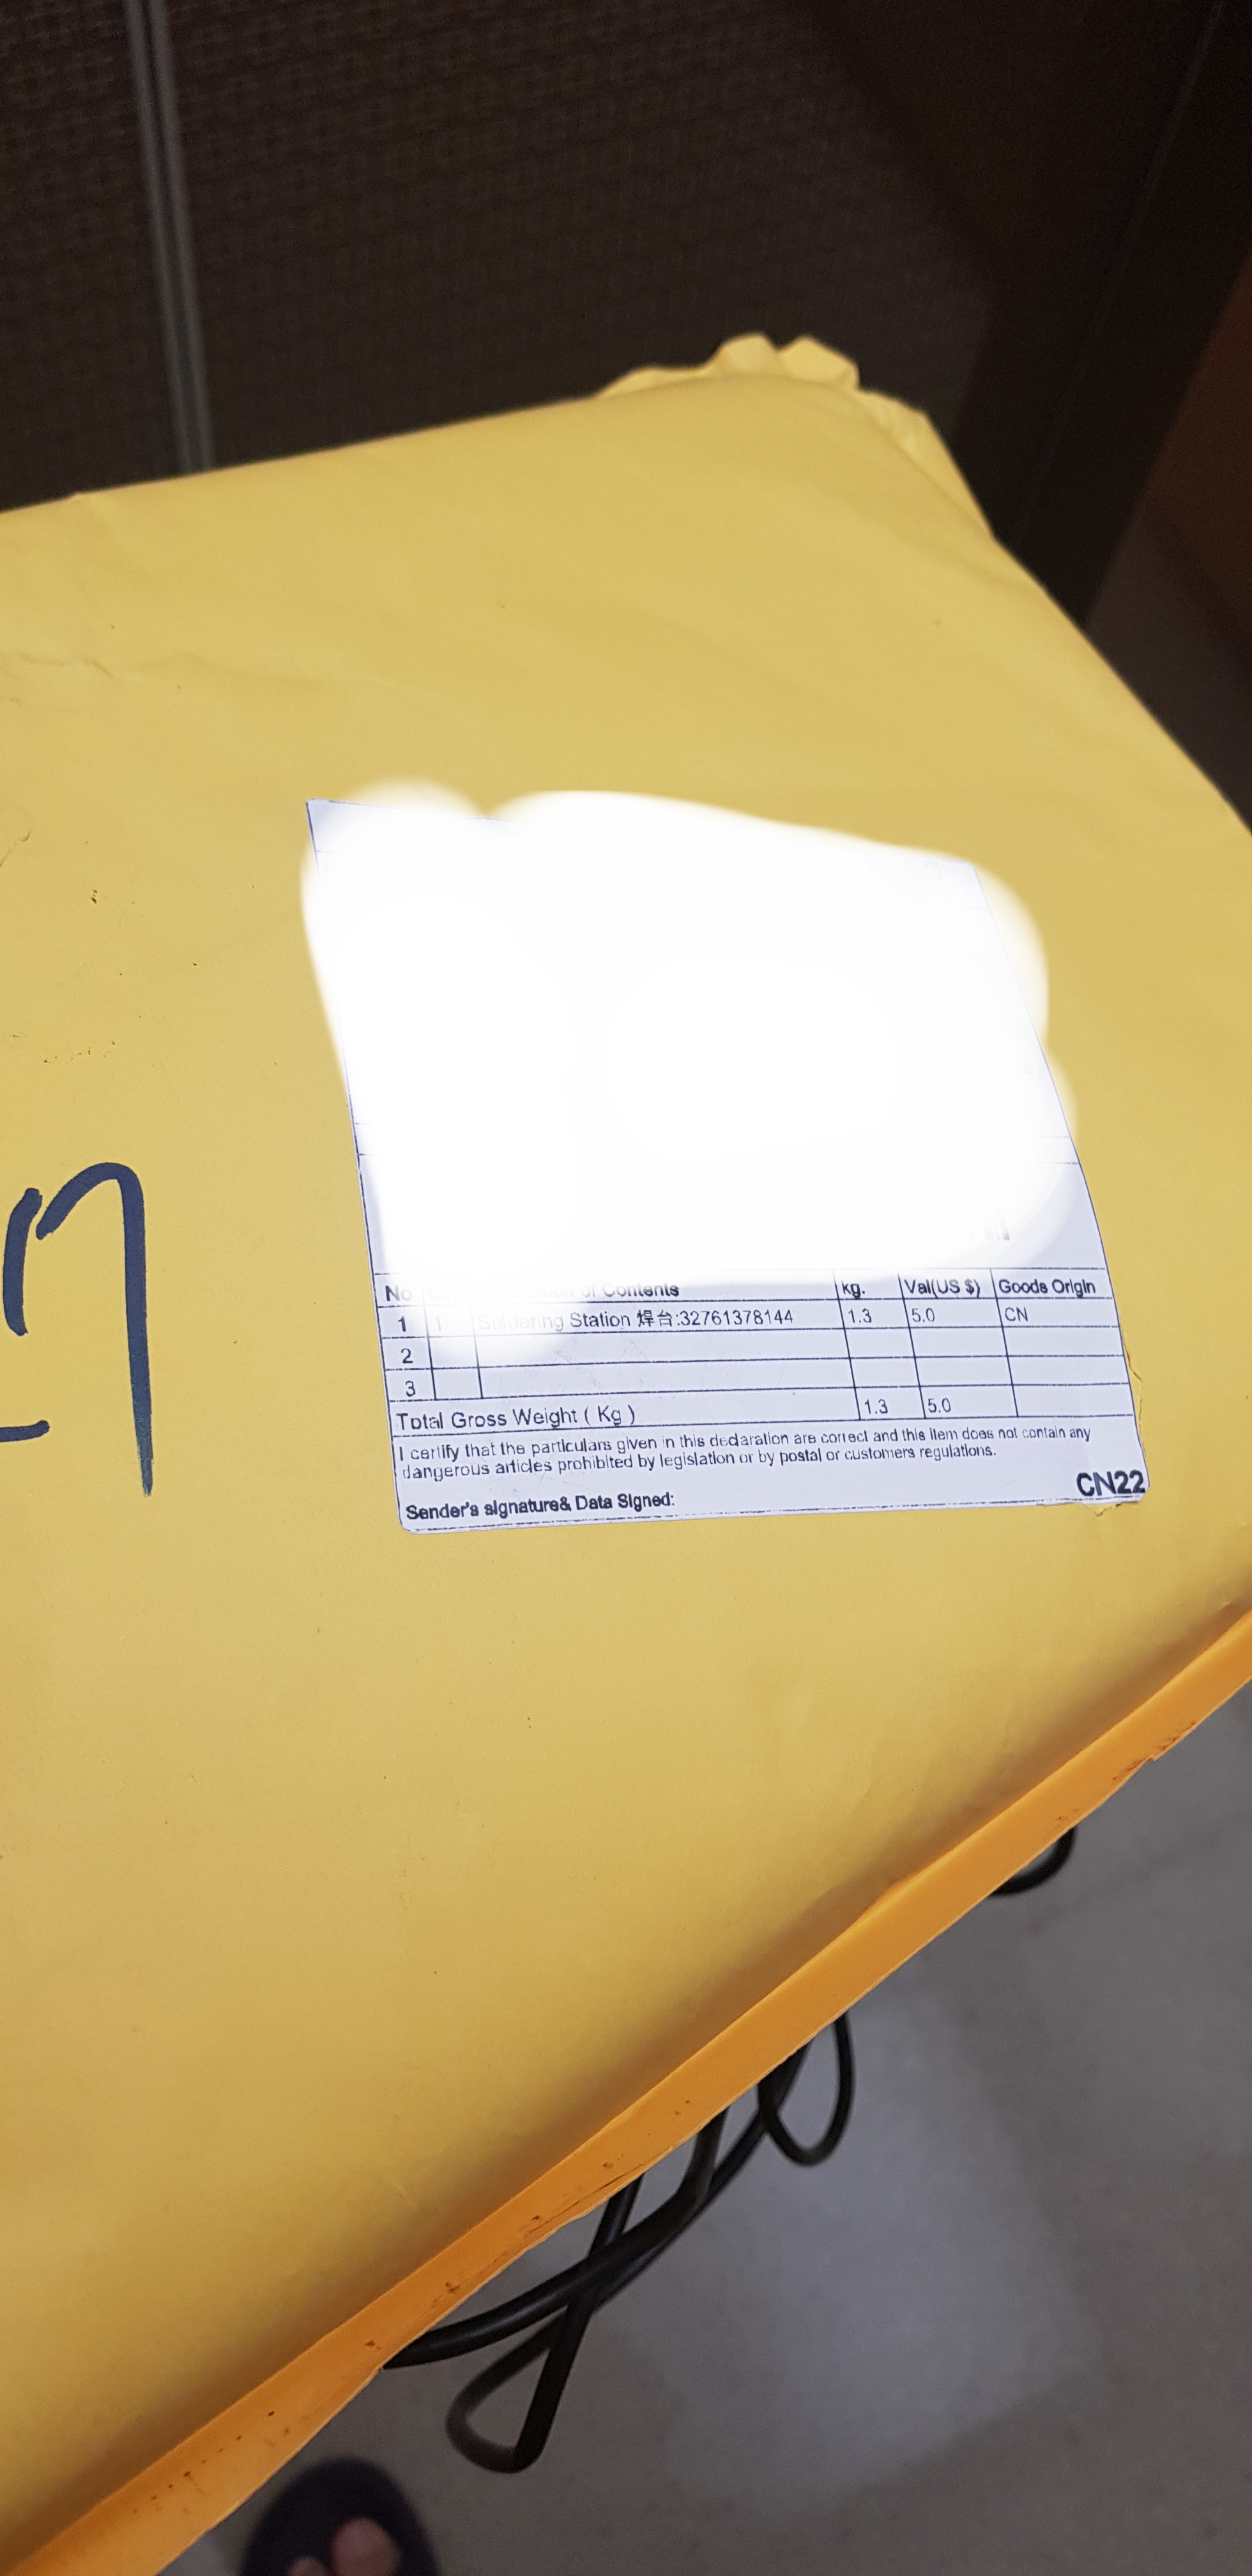 No of Contents kg. Val(US $) Goods Origin
1 1 Soldering Station 焊台:32761378144 1.3 5.0 CN
2
3
Total Gross Weight ( Kg ) 1.3 5.0
I certify that the particulars given in this declaration are correct and this item does not contain any
dangerous articles prohibited by legislation or by postal or customers regulations.
CN22
Sender's signature& Data Signed: